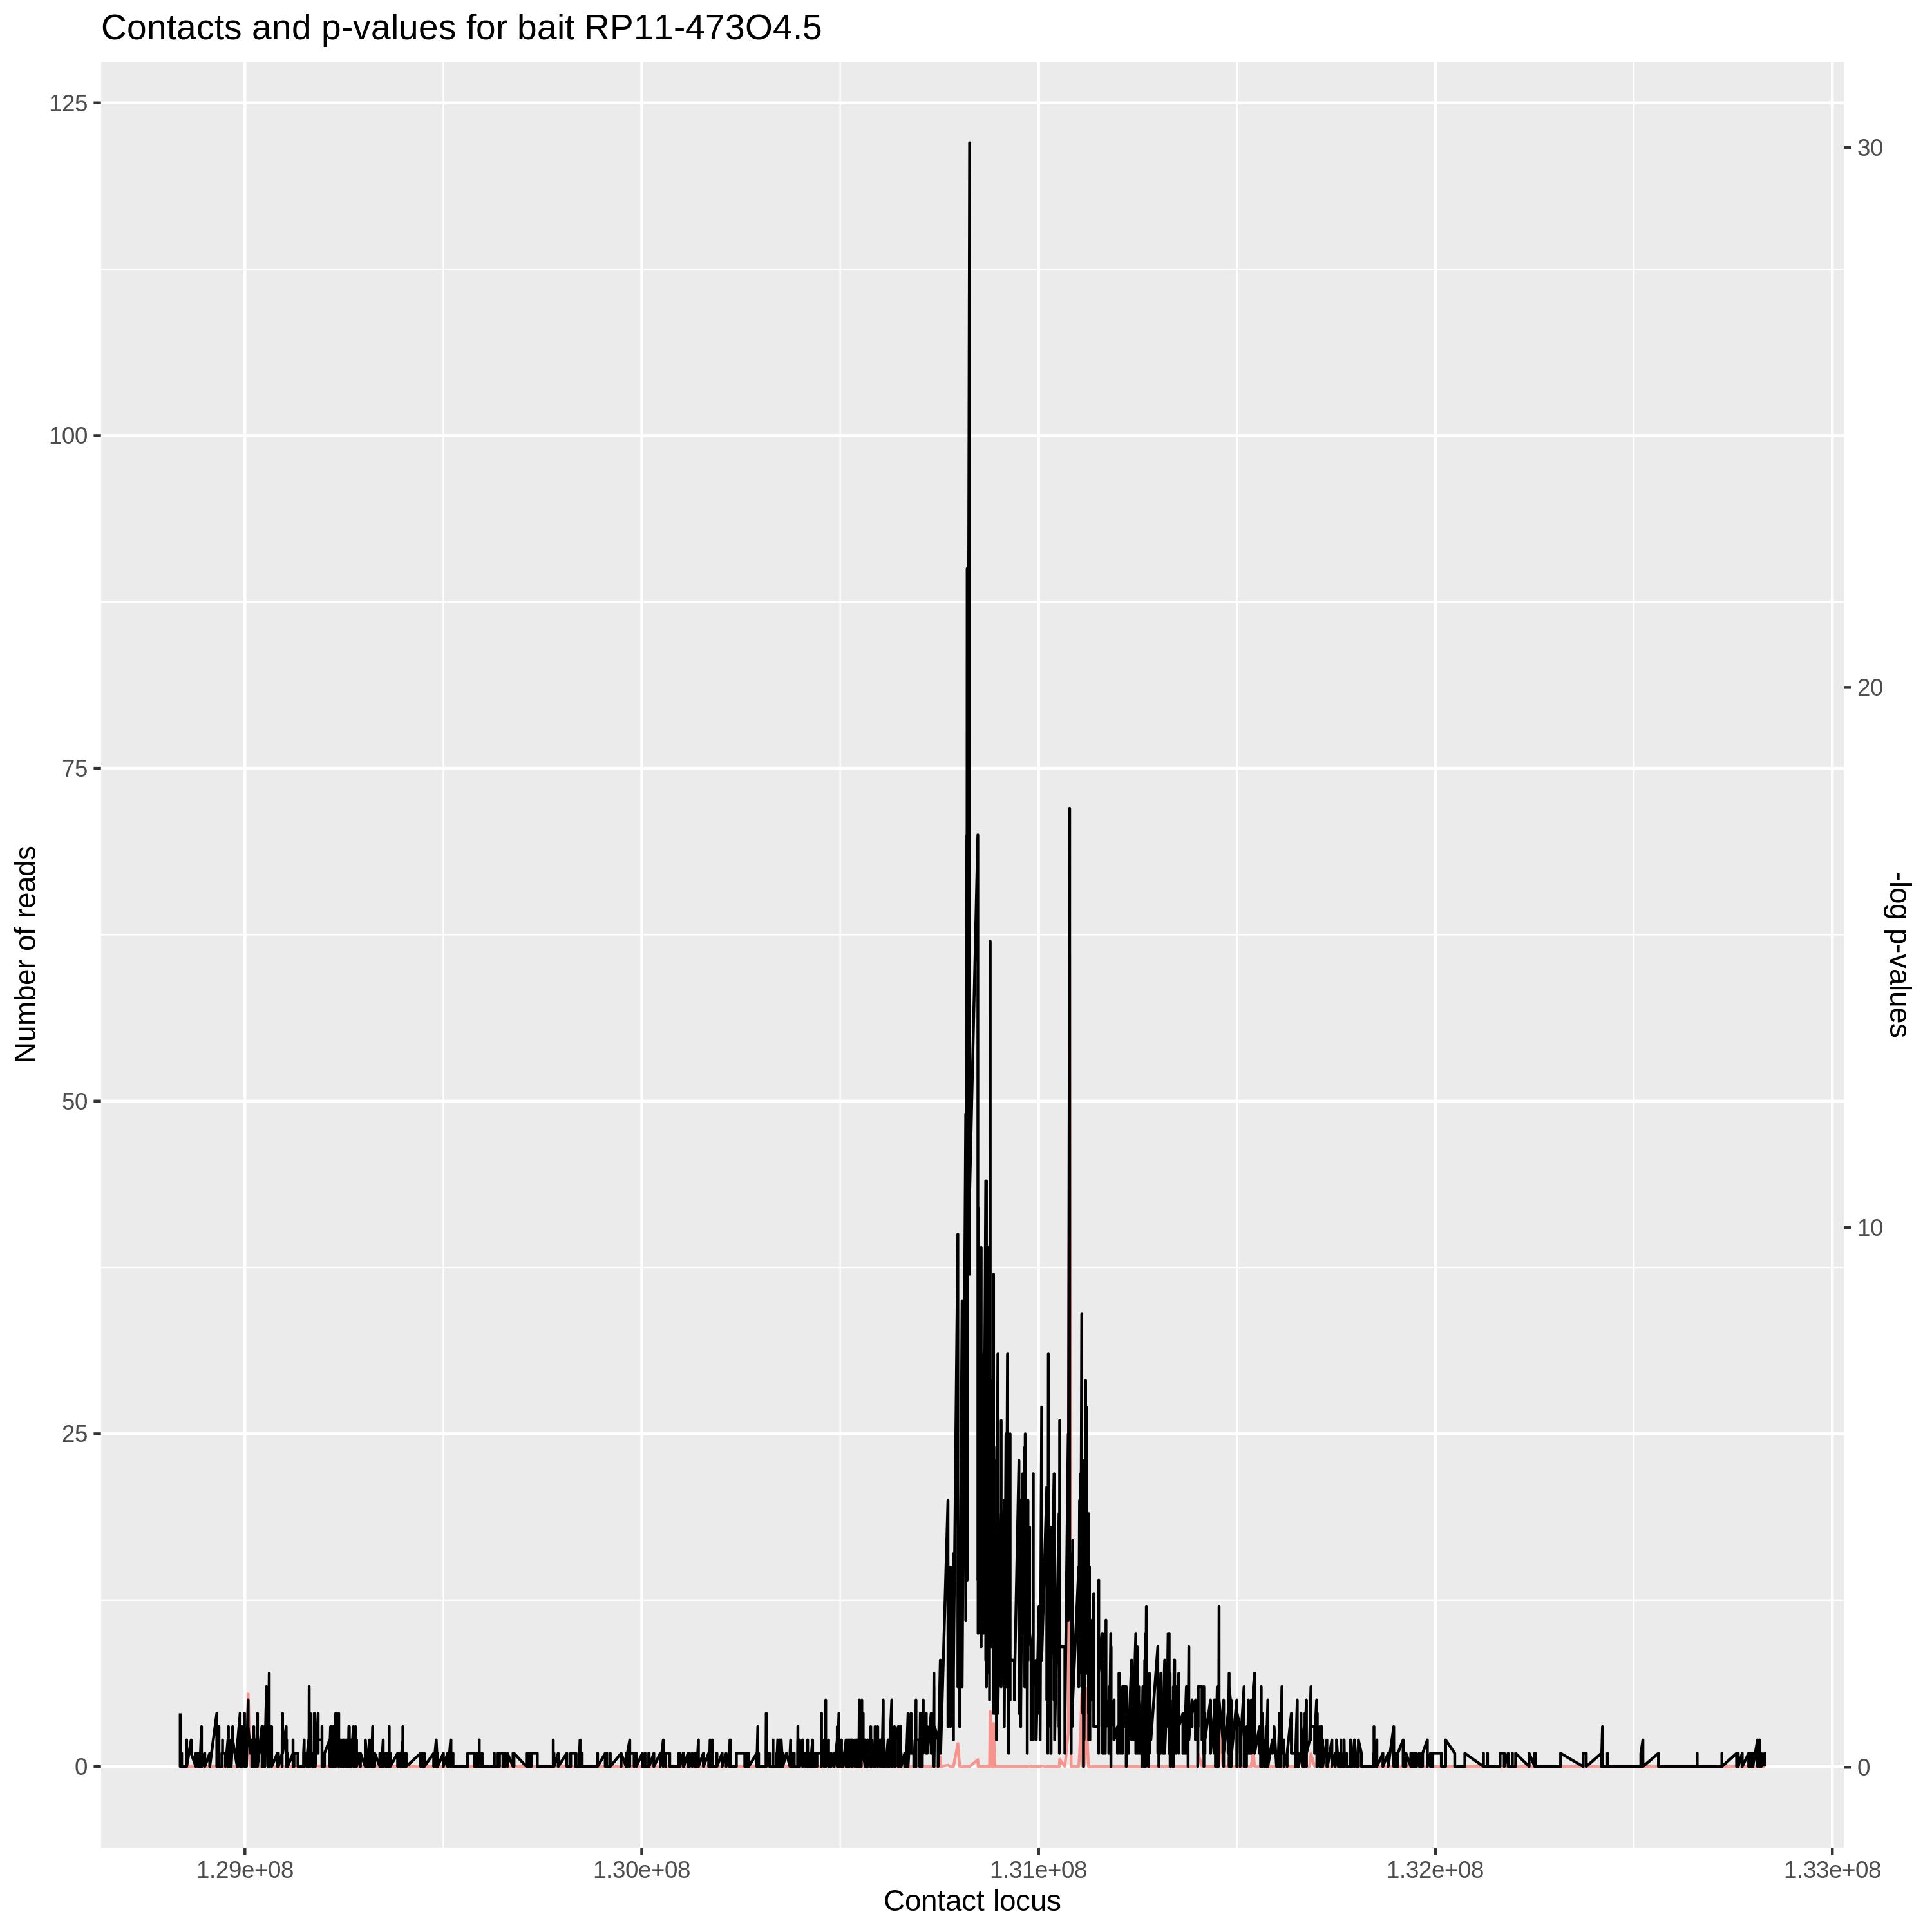 Contacts and p-values for bait RP11-473O4.5
125
100
75
50
25
0
30
20
10
0
Number of reads
-log p-values
1.29e+08
1.30e+08
1.31e+08
1.32e+08
1.33e+08
Contact locus